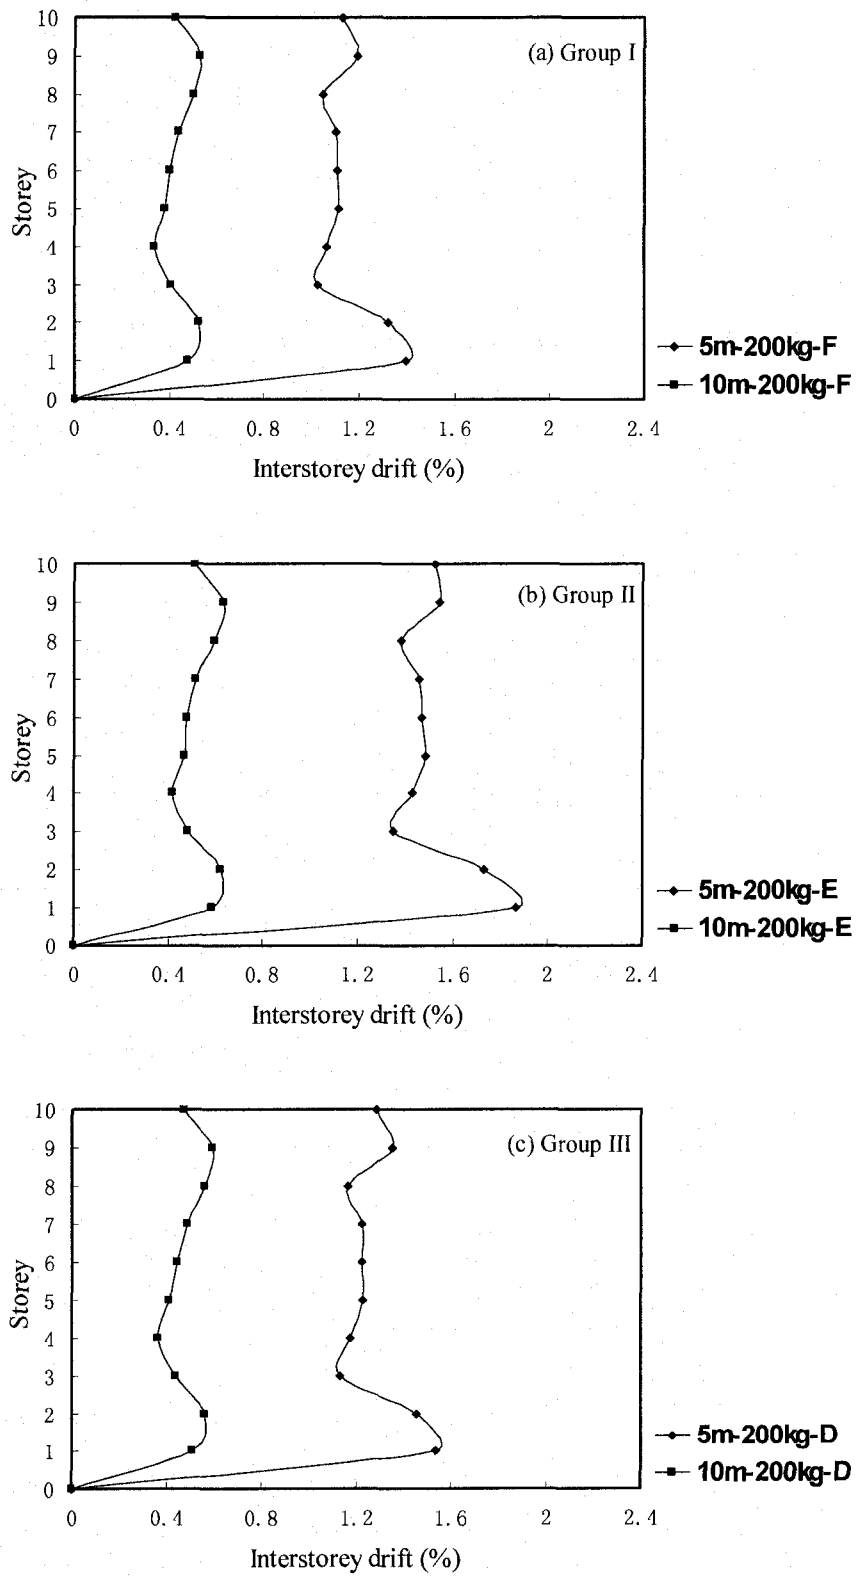 10
9
8
7
6
5
4
3
2
1
0
Storey
(a) Group I
0 0.4 0.8 1.2 1.6 2 2.4
Interstorey drift (%)
5m-200kg-F
10m-200kg-F
10
9
8
7
6
5
4
3
2
1
0
Storey
(b) Group II
0 0.4 0.8 1.2 1.6 2 2.4
Interstorey drift (%)
5m-200kg-E
10m-200kg-E
10
9
8
7
6
5
4
3
2
1
0
Storey
(c) Group III
0 0.4 0.8 1.2 1.6 2 2.4
Interstorey drift (%)
5m-200kg-D
10m-200kg-D